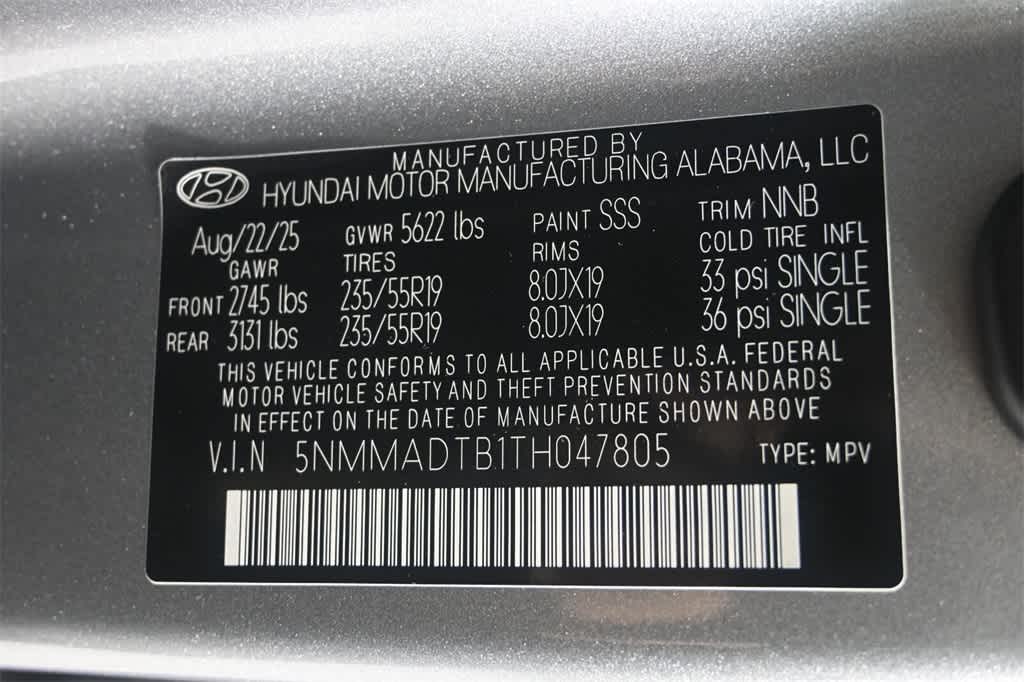 MANUFACTURED BY
HYUNDAI MOTOR MANUFACTURING ALABAMA, LLC
Aug/22/25 GVWR 5622 lbs PAINT SSS TRIM NNB
GAWR TIRES RIMS COLD TIRE INFL
FRONT 2745 lbs 235/55R19 8.0JX19 33 psi SINGLE
REAR 3131 lbs 235/55R19 8.0JX19 36 psi SINGLE
THIS VEHICLE CONFORMS TO ALL APPLICABLE U.S.A. FEDERAL
MOTOR VEHICLE SAFETY AND THEFT PREVENTION STANDARDS
IN EFFECT ON THE DATE OF MANUFACTURE SHOWN ABOVE
V.I.N 5NMMADTB1TH047805 TYPE: MPV